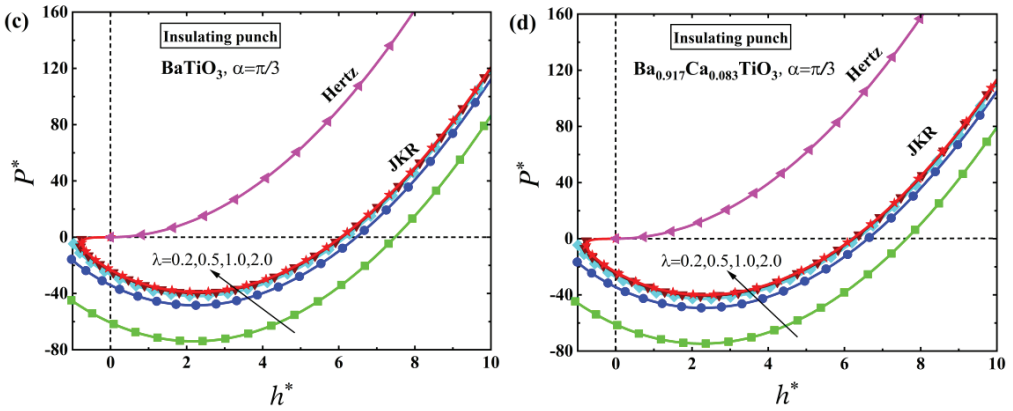 (c)
160
120
80
40
0
-40
-80
P*
Insulating punch
BaTiO₃, α=π/3
Hertz
JKR
λ=0.2,0.5,1.0,2.0
0 2 4 6 8 10
h*
(d)
160
120
80
40
0
-40
-80
P*
Insulating punch
Ba₀.₉₁₇Ca₀.₀₈₃TiO₃, α=π/3
Hertz
JKR
λ=0.2,0.5,1.0,2.0
0 2 4 6 8 10
h*